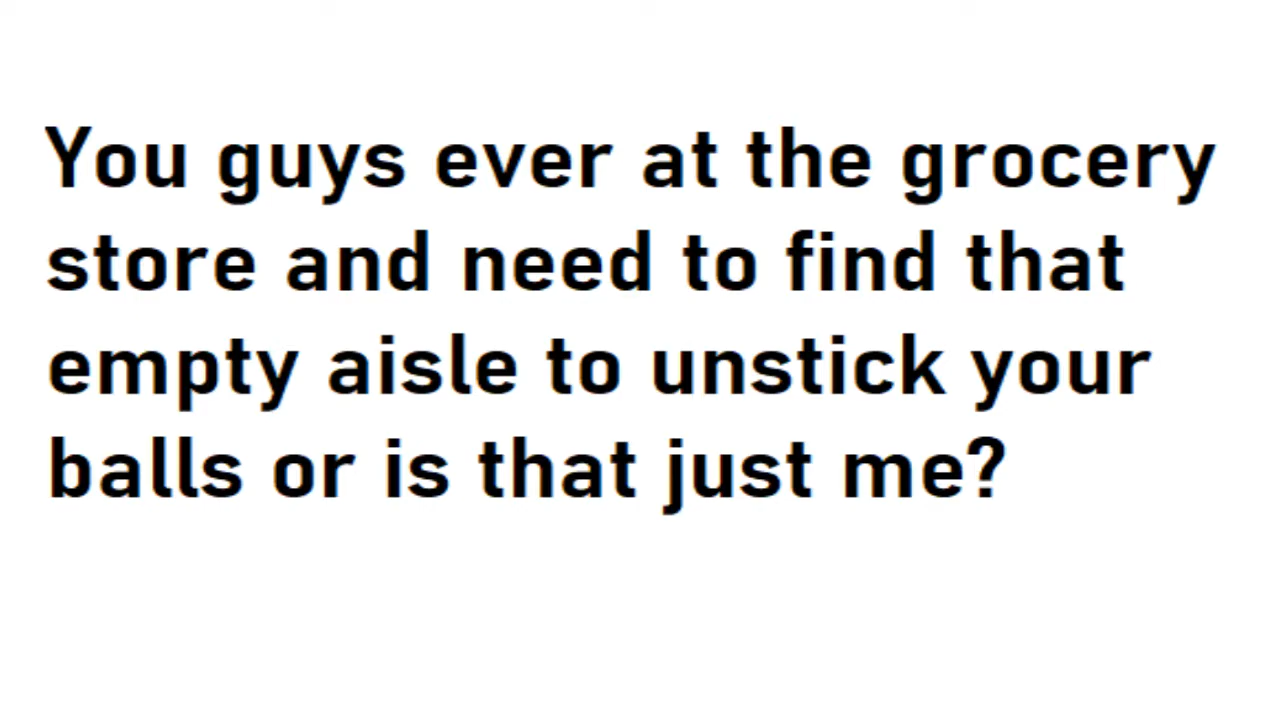 You guys ever at the grocery
store and need to find that
empty aisle to unstick your
balls or is that just me?